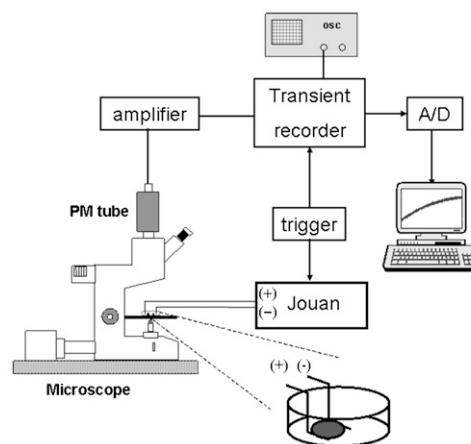 OSC
amplifier
Transient
recorder
A/D
PM tube
trigger
(+)
(−)
Jouan
Microscope
(+) (-)